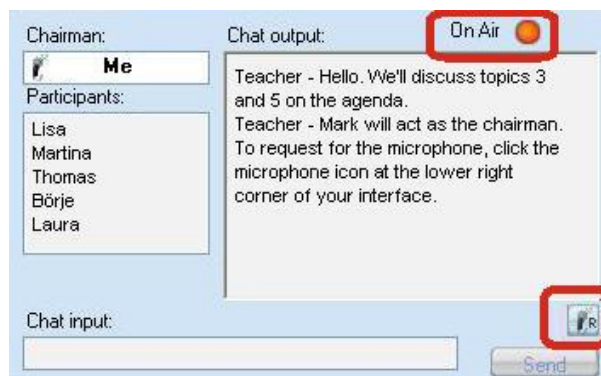 Chairman:
Me
Participants:
Lisa
Martina
Thomas
Börje
Laura
Chat output:
On Air
Teacher - Hello. We'll discuss topics 3
and 5 on the agenda.
Teacher - Mark will act as the chairman.
To request for the microphone, click the
microphone icon at the lower right
corner of your interface.
R
Chat input:
Send